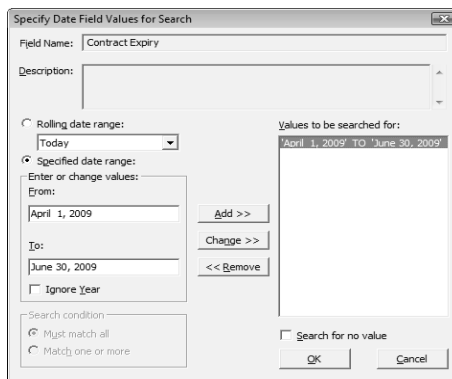 Specify Date Field Values for Search
Field Name: Contract Expiry
Description:
Rolling date range:
Today
Specified date range:
Enter or change values:
From:
April 1, 2009
To:
June 30, 2009
Ignore Year
Search condition
Must match all
Match one or more
Add >>
Change >>
<< Remove
Values to be searched for:
'April 1, 2009' TO 'June 30, 2009'
Search for no value
OK
Cancel